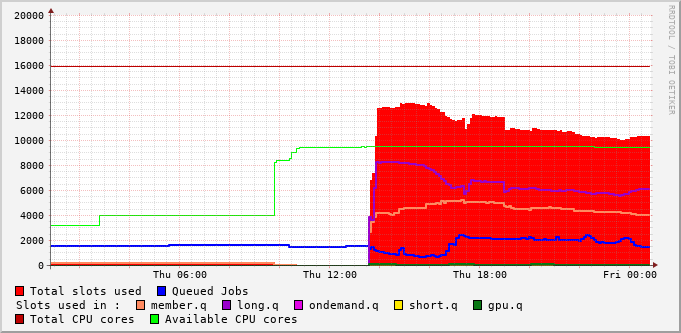 RRDTOOL / TOBI OETIKER
20000
18000
16000
14000
12000
10000
8000
6000
4000
2000
0
Thu 06:00 Thu 12:00 Thu 18:00 Fri 00:00
Total slots used Queued Jobs
Slots used in : member.q long.q ondemand.q short.q gpu.q
Total CPU cores Available CPU cores